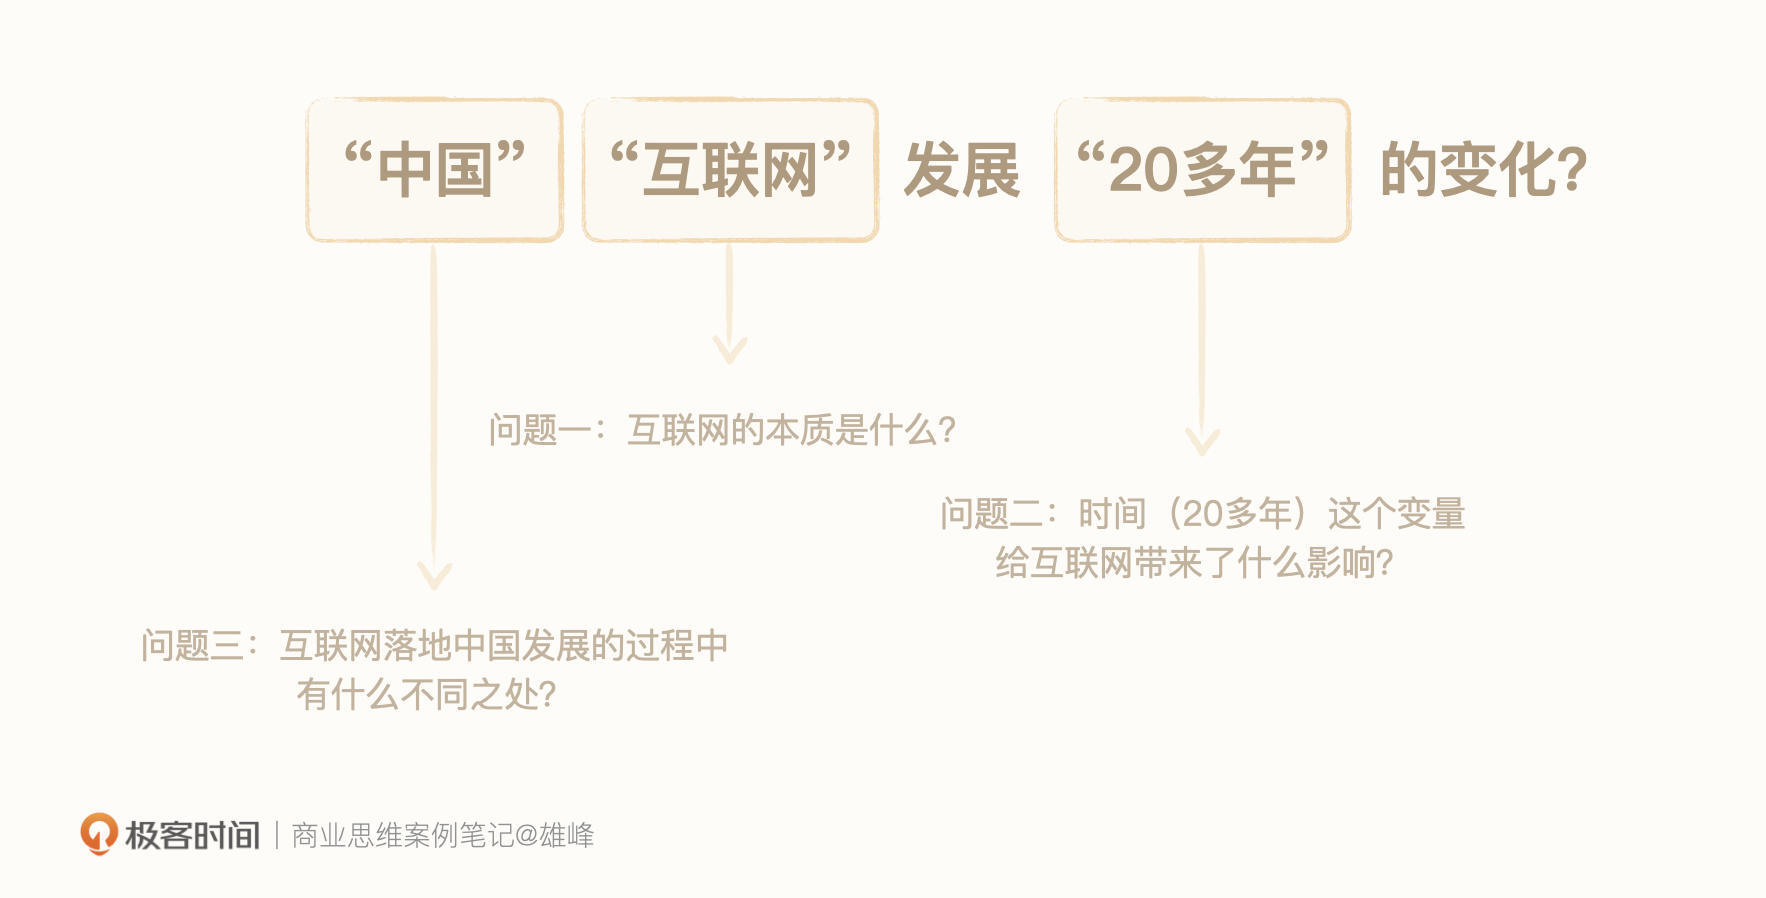 “中国” “互联网” 发展 “20多年” 的变化?
问题一：互联网的本质是什么?
问题二：时间（20多年）这个变量
给互联网带来了什么影响?
问题三：互联网落地中国发展的过程中
有什么不同之处?
极客时间 | 商业思维案例笔记@雄峰